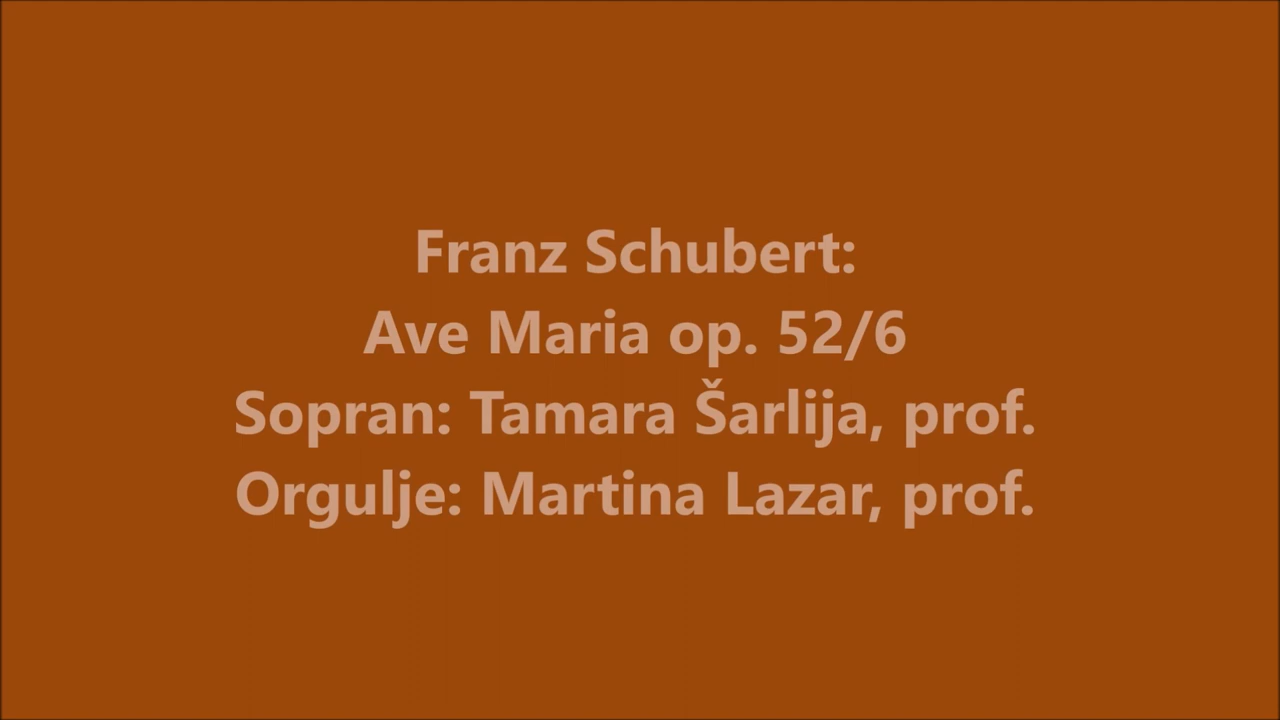 Franz Schubert:
Ave Maria op. 52/6
Sopran: Tamara Šarlija, prof.
Orgulje: Martina Lazar, prof.